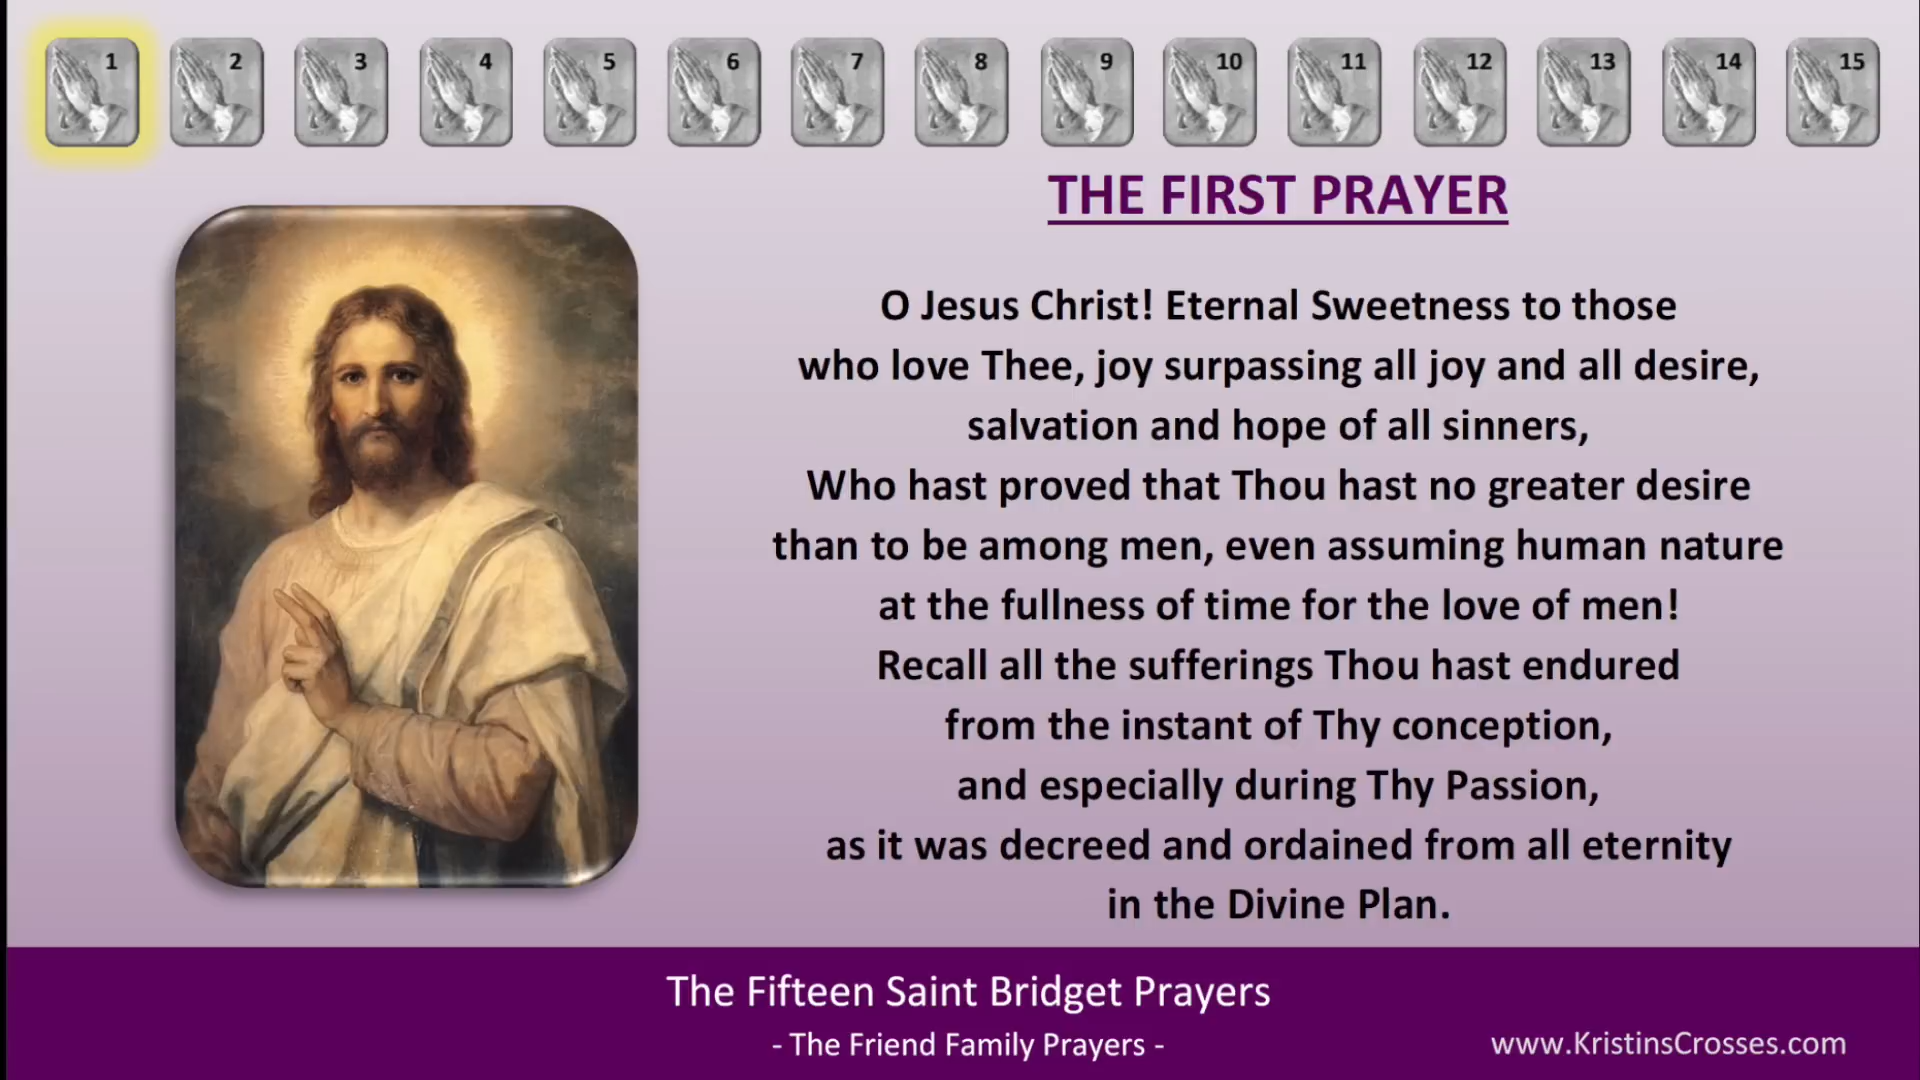 1 2 3 4 5 6 7 8 9 10 11 12 13 14 15
THE FIRST PRAYER
O Jesus Christ! Eternal Sweetness to those
who love Thee, joy surpassing all joy and all desire,
salvation and hope of all sinners,
Who hast proved that Thou hast no greater desire
than to be among men, even assuming human nature
at the fullness of time for the love of men!
Recall all the sufferings Thou hast endured
from the instant of Thy conception,
and especially during Thy Passion,
as it was decreed and ordained from all eternity
in the Divine Plan.
The Fifteen Saint Bridget Prayers
- The Friend Family Prayers -
www.KristinsCrosses.com